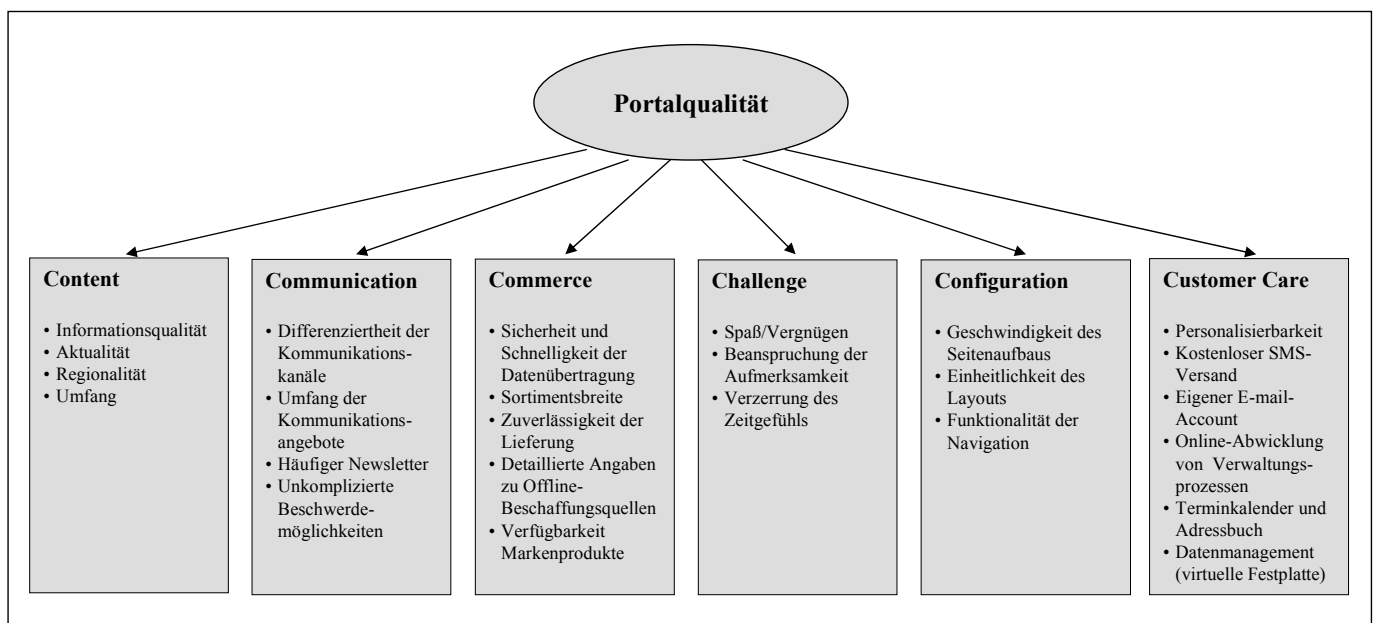 Portalqualität
Content
• Informationsqualität
• Aktualität
• Regionalität
• Umfang
Communication
• Differenziertheit der
Kommunikations-
kanäle
• Umfang der
Kommunikations-
angebote
• Häufiger Newsletter
• Unkomplizierte
Beschwerde-
möglichkeiten
Commerce
• Sicherheit und
Schnelligkeit der
Datenübertragung
• Sortimentsbreite
• Zuverlässigkeit der
Lieferung
• Detaillierte Angaben
zu Offline-
Beschaffungsquellen
• Verfügbarkeit
Markenprodukte
Challenge
• Spaß/Vergnügen
• Beanspruchung der
Aufmerksamkeit
• Verzerrung des
Zeitgefühls
Configuration
• Geschwindigkeit des
Seitenaufbaus
• Einheitlichkeit des
Layouts
• Funktionalität der
Navigation
Customer Care
• Personalisierbarkeit
• Kostenloser SMS-
Versand
• Eigener E-mail-
Account
• Online-Abwicklung
von Verwaltungs-
prozessen
• Terminkalender und
Adressbuch
• Datenmanagement
(virtuelle Festplatte)